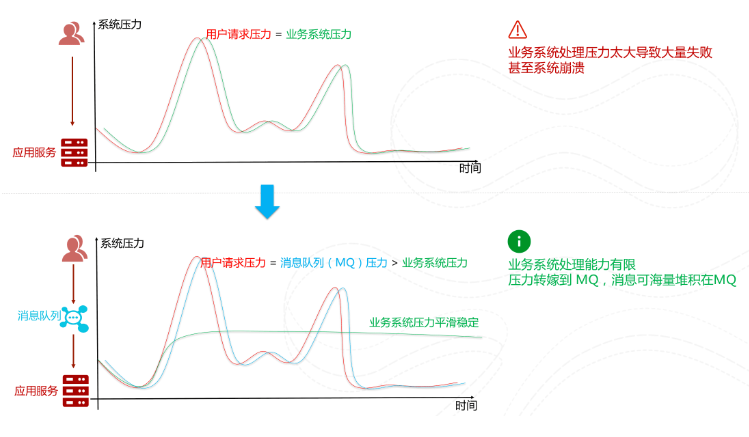 系统压力
用户请求压力 = 业务系统压力
业务系统处理压力太大导致大量失败
甚至系统崩溃
应用服务
时间
系统压力
用户请求压力 = 消息队列（MQ）压力 > 业务系统压力
业务系统处理能力有限
压力转嫁到 MQ，消息可海量堆积在MQ
消息队列
业务系统压力平滑稳定
应用服务
时间